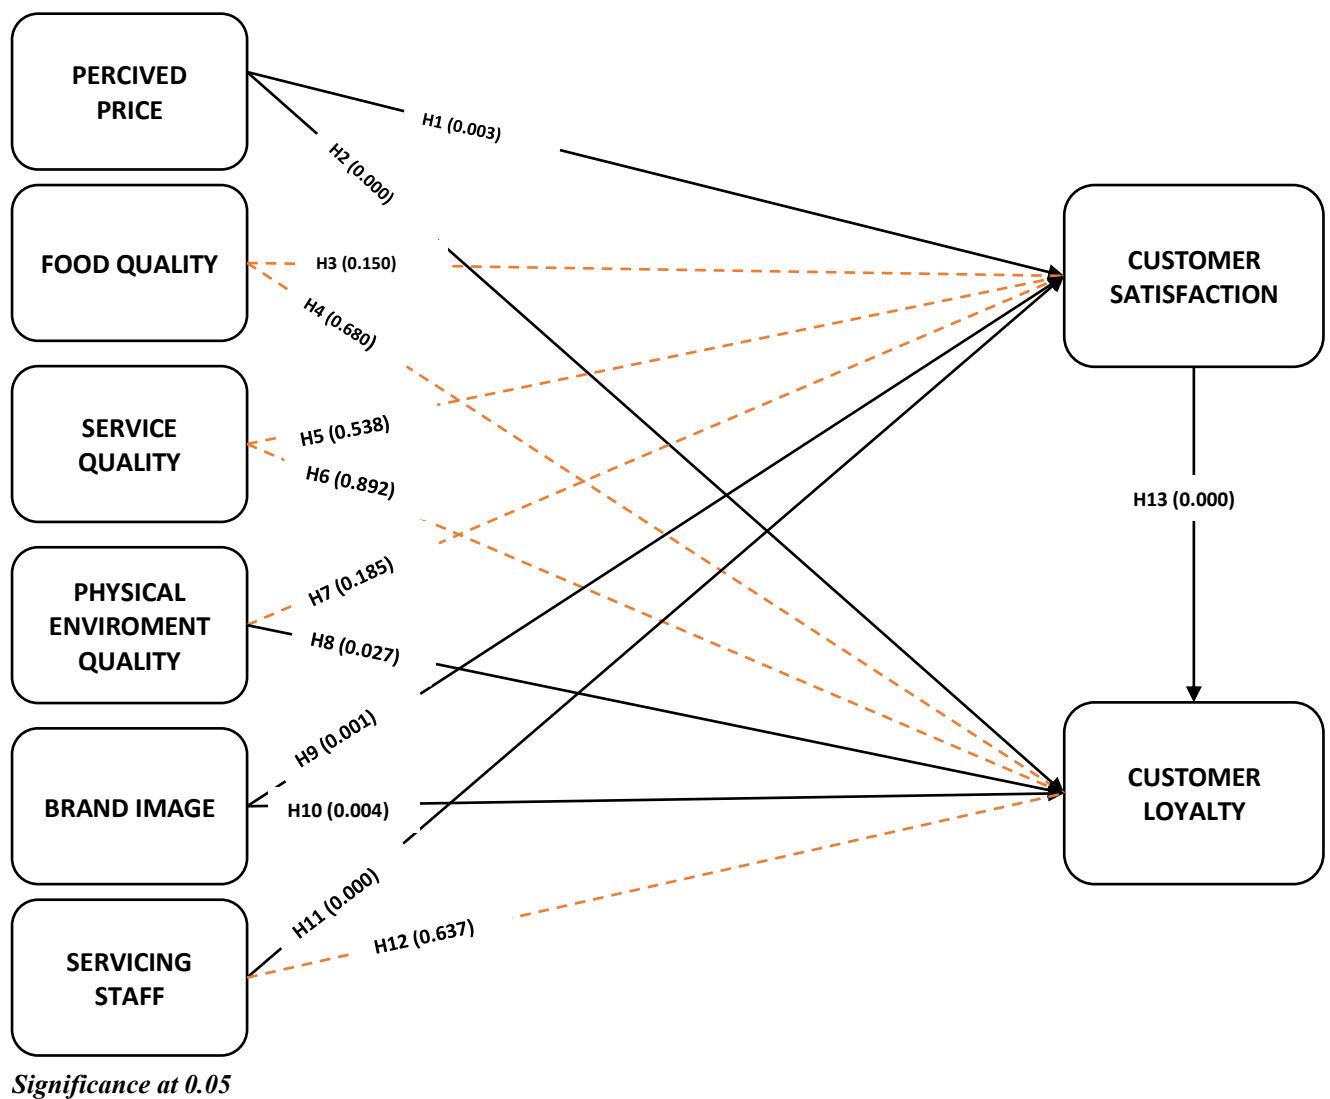 PERCIVED
PRICE
H1 (0.003)
H2 (0.000)
FOOD QUALITY
H3 (0.150)
H4 (0.680)
CUSTOMER
SATISFACTION
SERVICE
QUALITY
H5 (0.538)
H6 (0.892)
H13 (0.000)
PHYSICAL
ENVIROMENT
QUALITY
H7 (0.185)
H8 (0.027)
BRAND IMAGE
H9 (0.001)
H10 (0.004)
CUSTOMER
LOYALTY
SERVICING
STAFF
H11 (0.000)
H12 (0.637)
Significance at 0.05